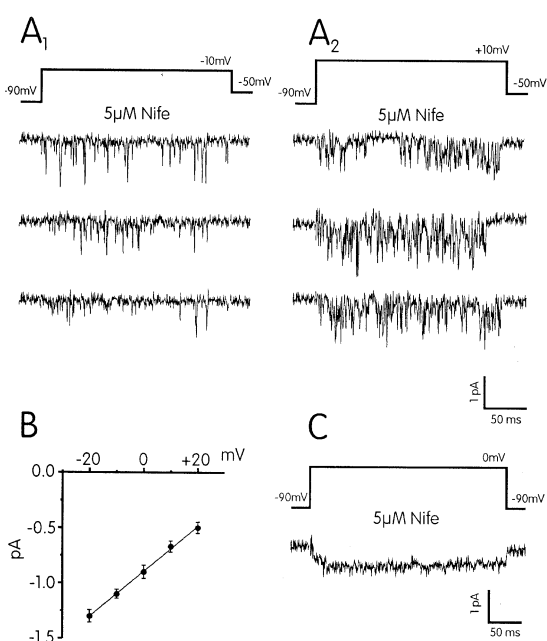 A1 A2
-10mV +10mV
-90mV -50mV -90mV -50mV
5µM Nife 5µM Nife
1 pA
50 ms
B C
-20 0 +20 mV 0mV
0.0
-90mV -90mV
-0.5 5µM Nife
pA
-1.0
1 pA
-1.5 50 ms